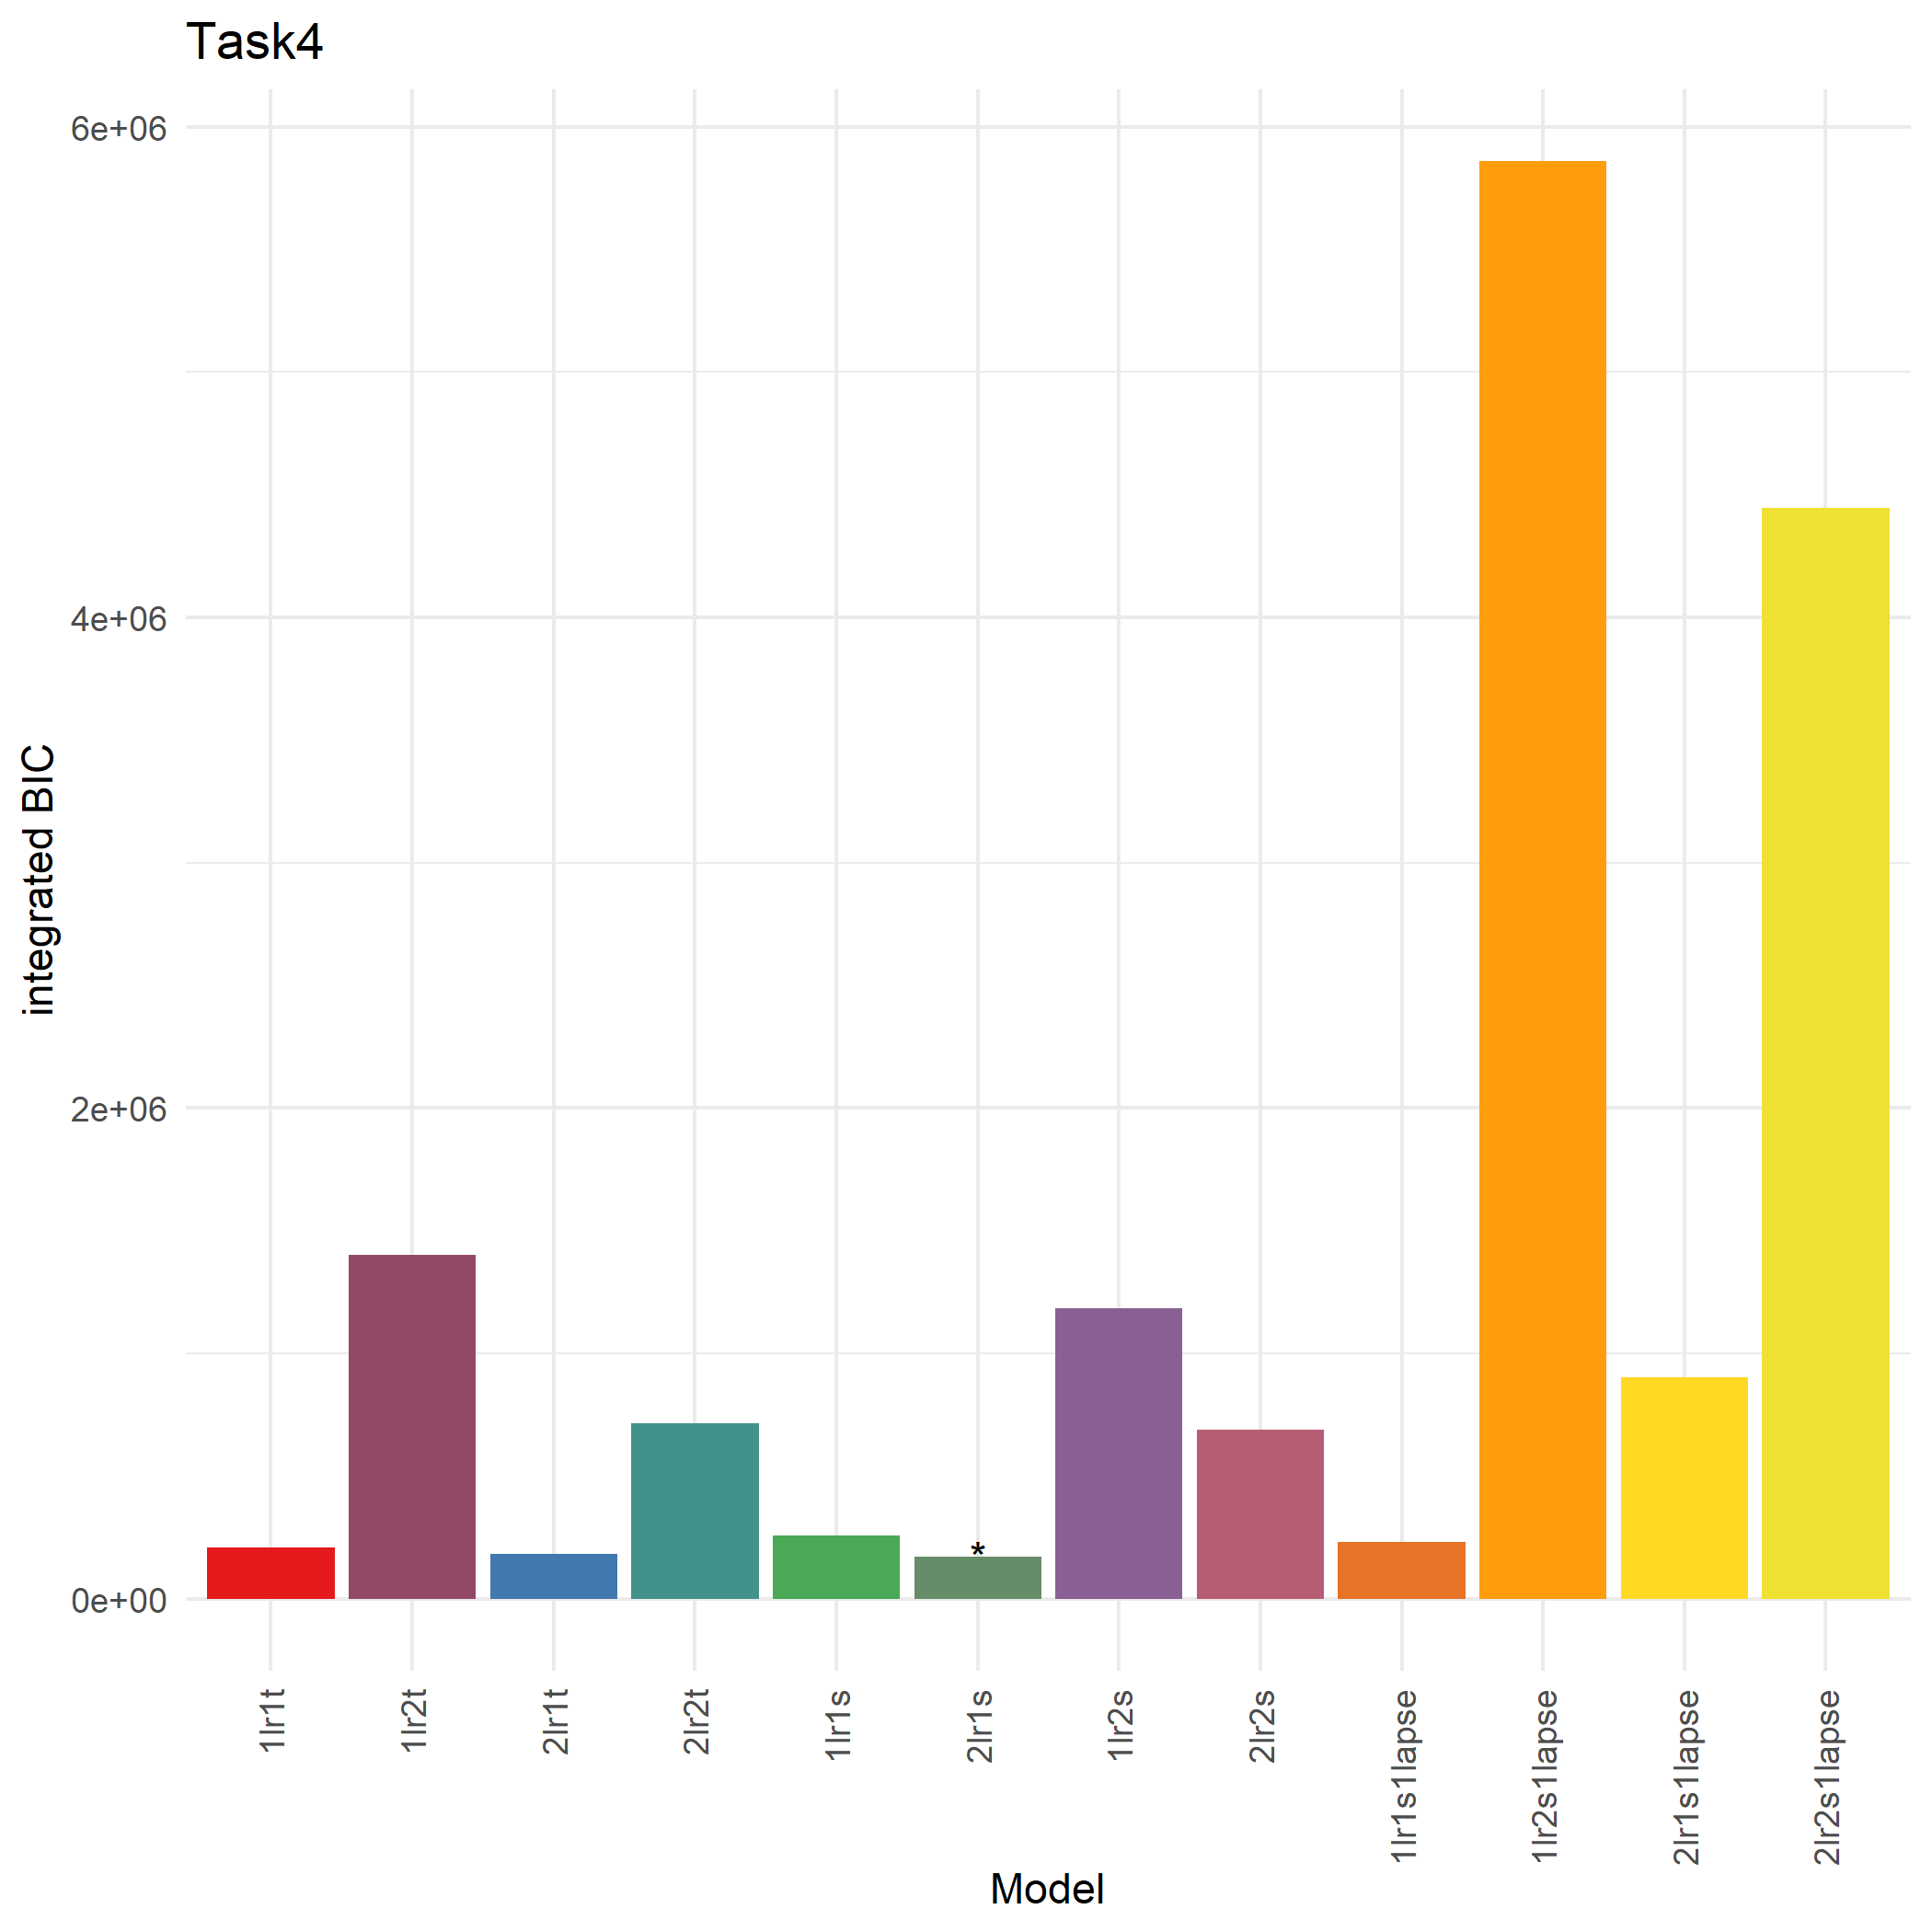 Task4
integrated BIC
6e+06
4e+06
2e+06
0e+00
*
1lr1t
1lr2t
2lr1t
2lr2t
1lr1s
2lr1s
1lr2s
2lr2s
1lr1s1lapse
1lr2s1lapse
2lr1s1lapse
2lr2s1lapse
Model